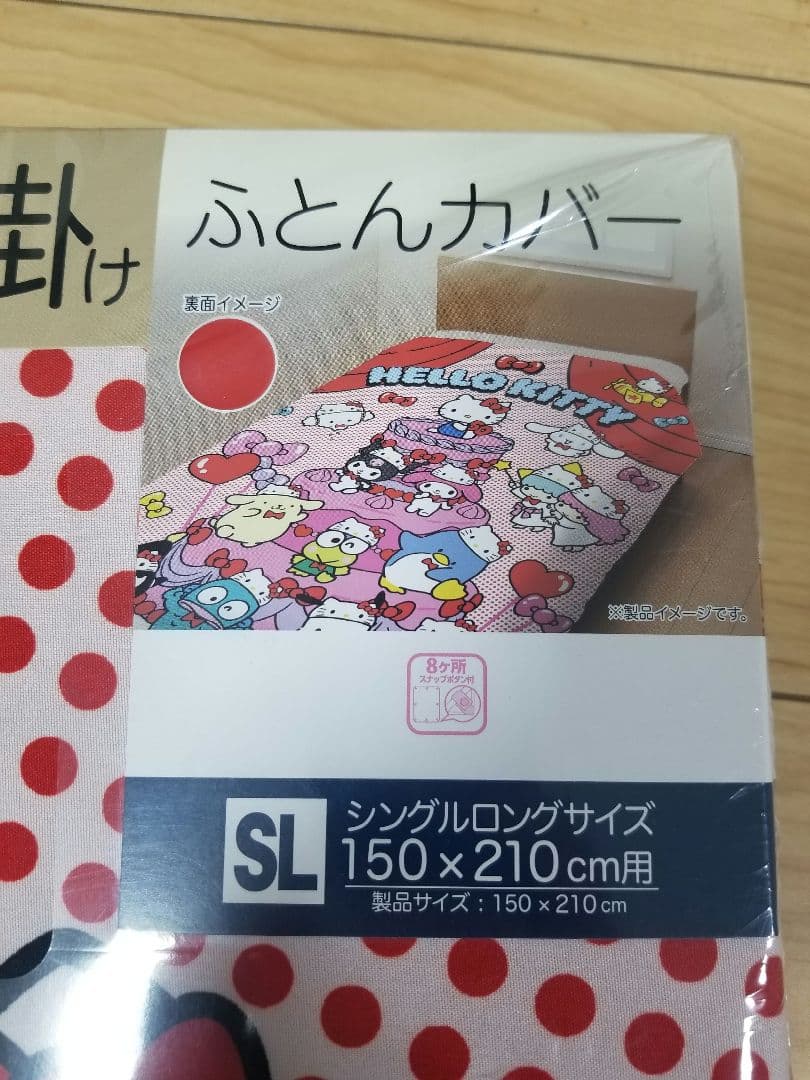 掛け ふとんカバー
裏面イメージ
HELLO KITTY
※製品イメージです。
8ケ所
スナップボタン付
SL シングルロングサイズ
150×210cm用
製品サイズ：150×210cm